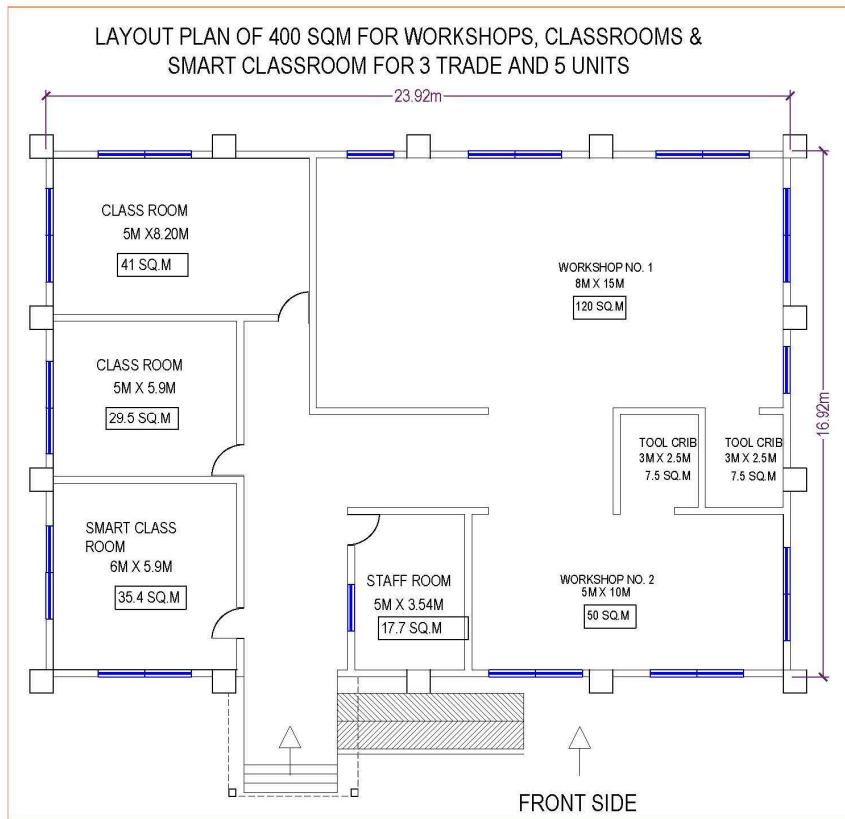 LAYOUT PLAN OF 400 SQM FOR WORKSHOPS, CLASSROOMS &
SMART CLASSROOM FOR 3 TRADE AND 5 UNITS
23.92m
CLASS ROOM
5M X8.20M
41 SQ.M
WORKSHOP NO. 1
8M X 15M
120 SQ.M
CLASS ROOM
5M X 5.9M
29.5 SQ.M
16.92m
TOOL CRIB
3M X 2.5M
7.5 SQ.M
TOOL CRIB
3M X 2.5M
7.5 SQ.M
SMART CLASS
ROOM
6M X 5.9M
35.4 SQ.M
STAFF ROOM
5M X 3.54M
17.7 SQ.M
WORKSHOP NO. 2
5M X 10M
50 SQ.M
FRONT SIDE